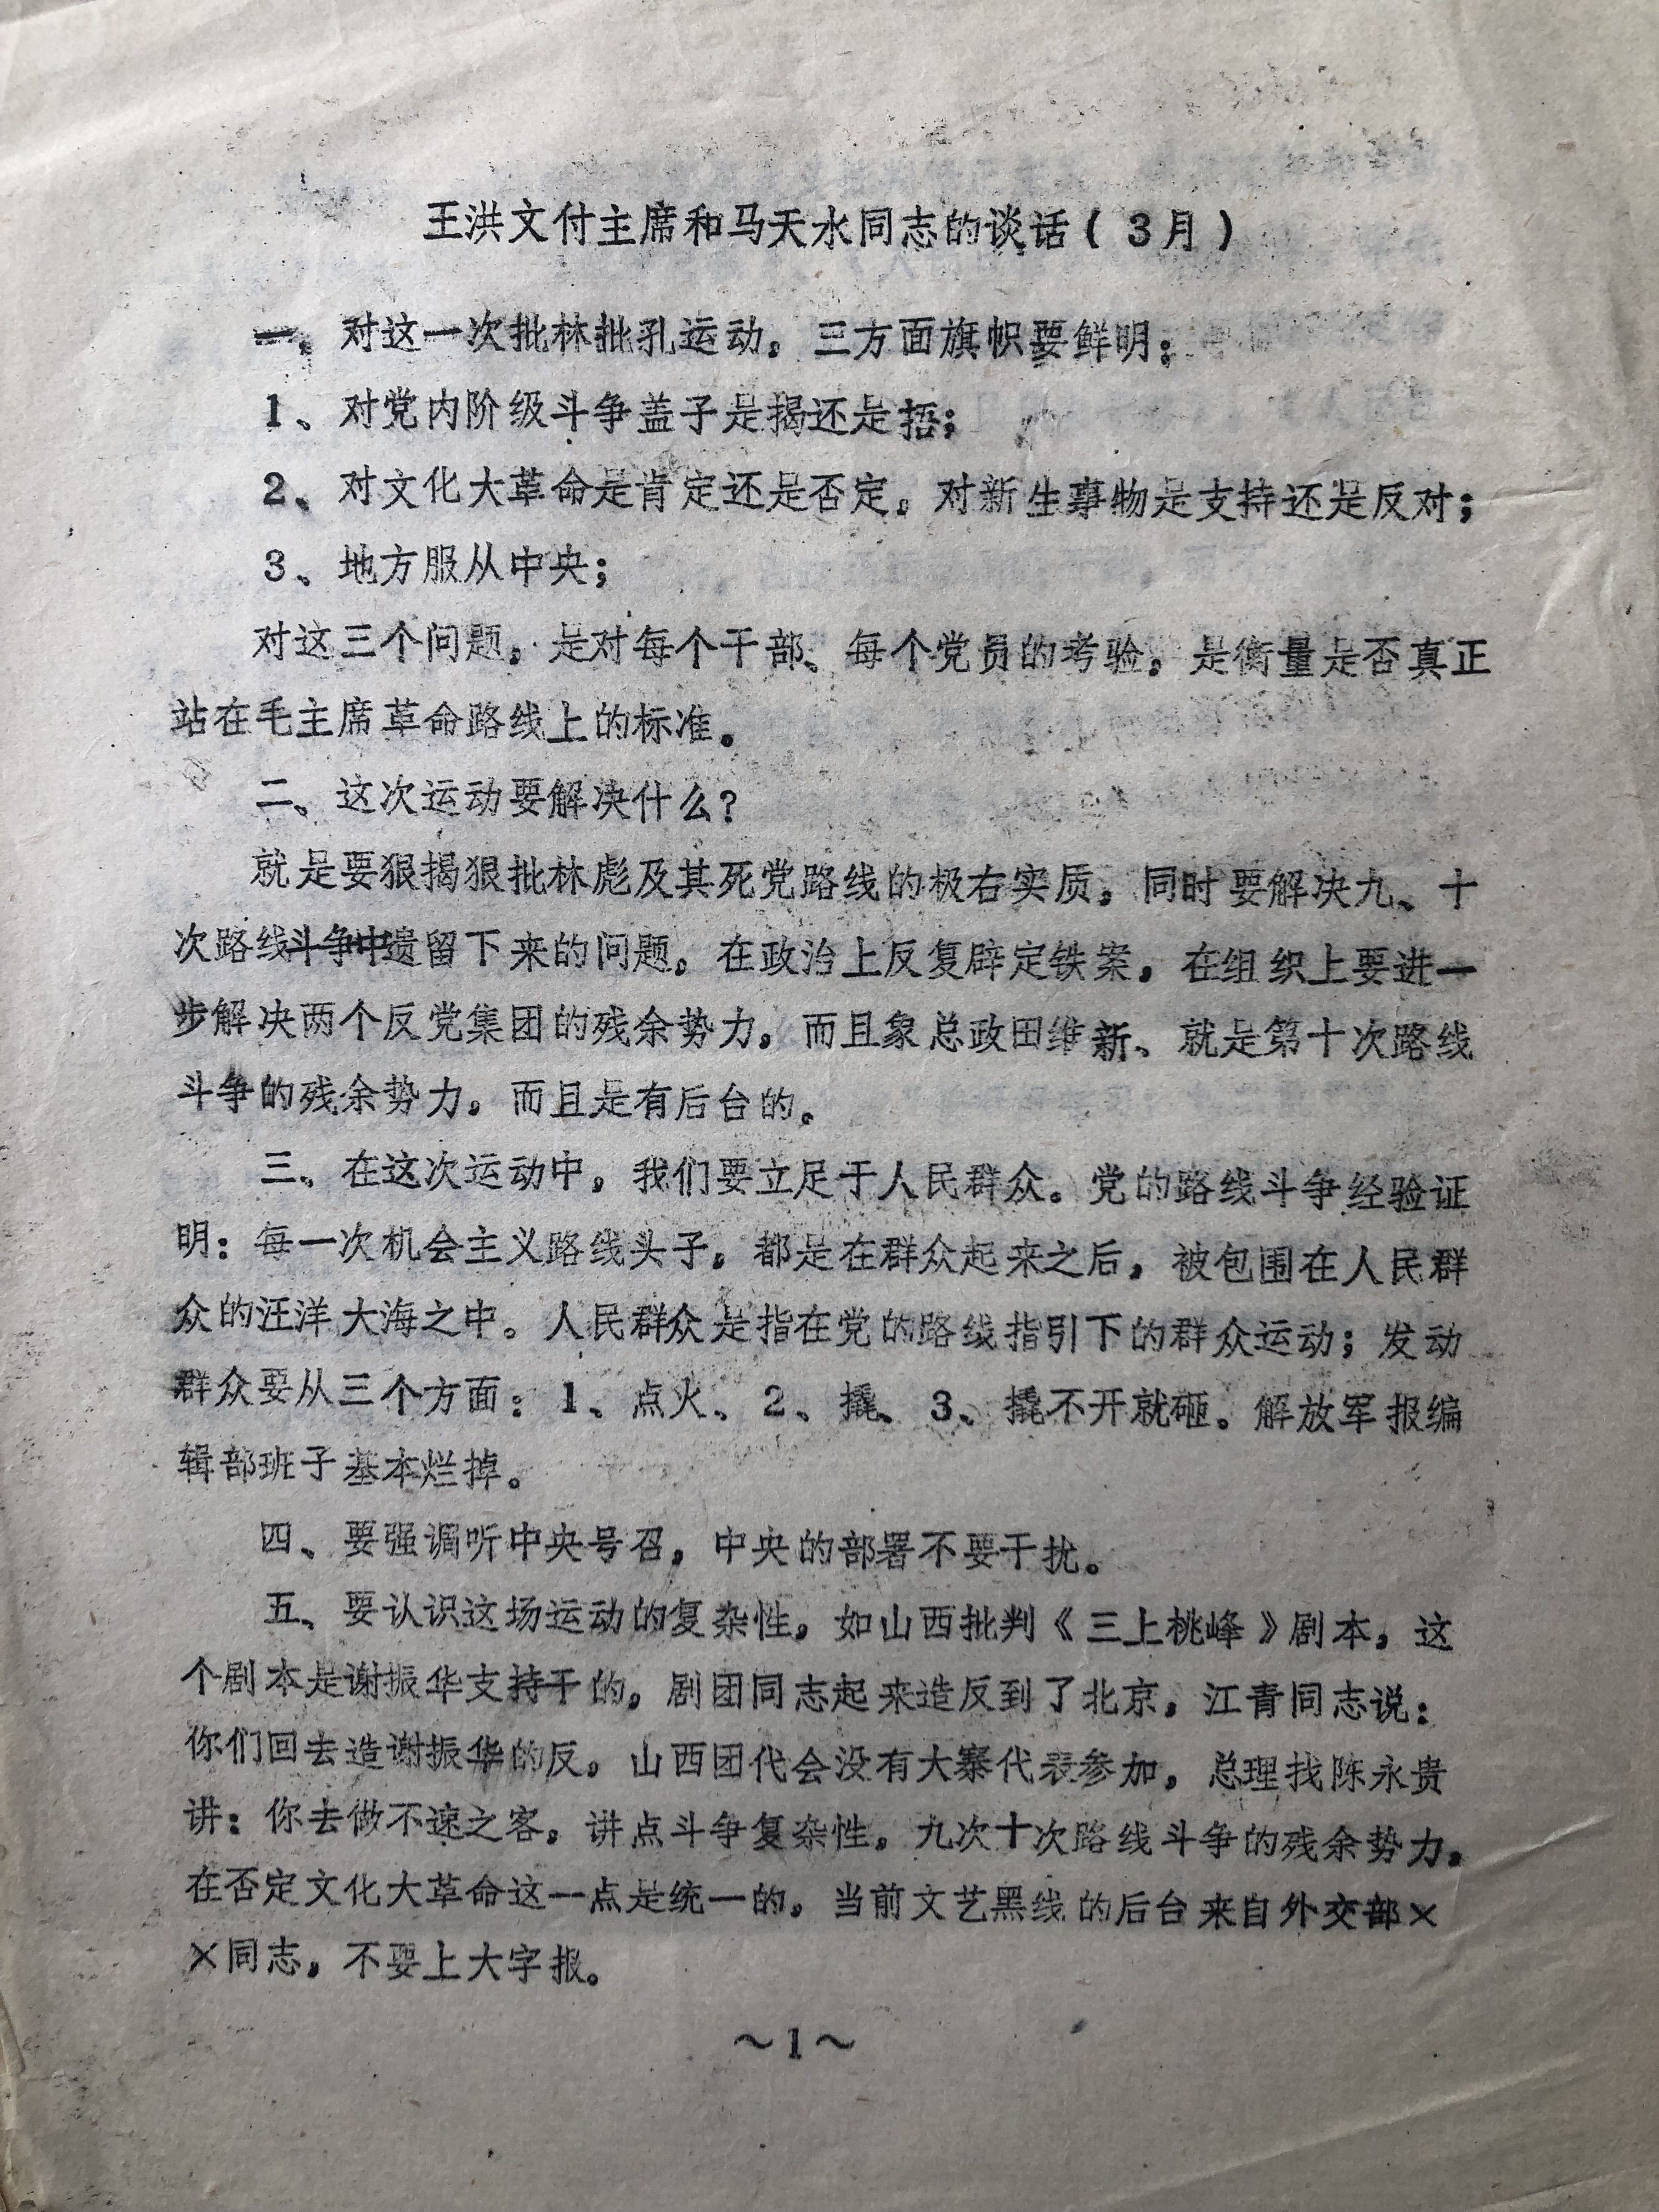 王洪文付主席和马天水同志的谈话（3月）
一、对这一次批林批孔运动，三方面旗帜要鲜明：
1、对党内阶级斗争盖子是揭还是捂；
2、对文化大革命是肯定还是否定，对新生事物是支持还是反对；
3、地方服从中央；
对这三个问题，是对每个干部、每个党员的考验，是衡量是否真正
站在毛主席革命路线上的标准。
二、这次运动要解决什么？
就是要狠揭狠批林彪及其死党路线的极右实质，同时要解决九、十
次路线斗争中遗留下来的问题，在政治上反复辟定铁案，在组织上要进一
步解决两个反党集团的残余势力，而且象总政田维新、就是第十次路线
斗争的残余势力，而且是有后台的。
三、在这次运动中，我们要立足于人民群众。党的路线斗争经验证
明：每一次机会主义路线头子，都是在群众起来之后，被包围在人民群
众的汪洋大海之中。人民群众是指在党的路线指引下的群众运动；发动
群众要从三个方面：1、点火、2、撬、3、撬不开就砸。解放军报编
辑部班子基本烂掉。
四、要强调听中央号召，中央的部署不要干扰。
五、要认识这场运动的复杂性，如山西批判《三上桃峰》剧本，这
个剧本是谢振华支持干的，剧团同志起来造反到了北京，江青同志说：
你们回去造谢振华的反，山西团代会没有大寨代表参加，总理找陈永贵
讲：你去做不速之客，讲点斗争复杂性，九次十次路线斗争的残余势力，
在否定文化大革命这一点是统一的，当前文艺黑线的后台来自外交部×
×同志，不要上大字报。
～1～